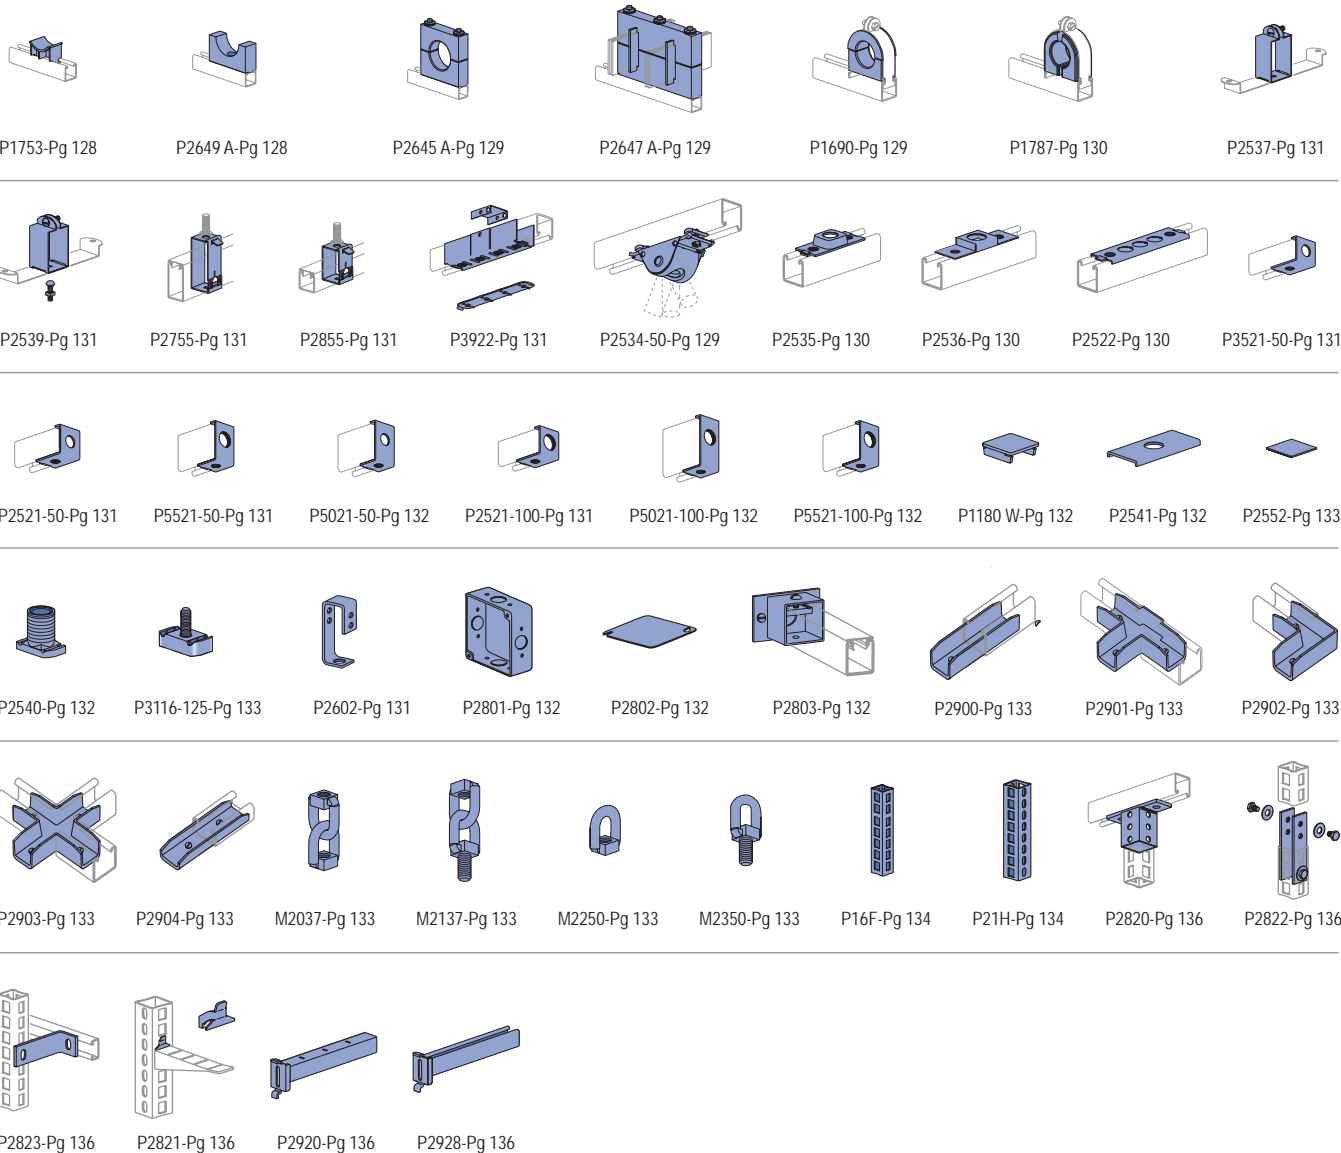 P1753-Pg 128 P2649 A-Pg 128 P2645 A-Pg 129 P2647 A-Pg 129 P1690-Pg 129 P1787-Pg 130 P2537-Pg 131
P2539-Pg 131 P2755-Pg 131 P2855-Pg 131 P3922-Pg 131 P2534-50-Pg 129 P2535-Pg 130 P2536-Pg 130 P2522-Pg 130 P3521-50-Pg 131
P2521-50-Pg 131 P5521-50-Pg 131 P5021-50-Pg 132 P2521-100-Pg 131 P5021-100-Pg 132 P5521-100-Pg 132 P1180 W-Pg 132 P2541-Pg 132 P2552-Pg 133
P2540-Pg 132 P3116-125-Pg 133 P2602-Pg 131 P2801-Pg 132 P2802-Pg 132 P2803-Pg 132 P2900-Pg 133 P2901-Pg 133 P2902-Pg 133
P2903-Pg 133 P2904-Pg 133 M2037-Pg 133 M2137-Pg 133 M2250-Pg 133 M2350-Pg 133 P16F-Pg 134 P21H-Pg 134 P2820-Pg 136 P2822-Pg 136
P2823-Pg 136 P2821-Pg 136 P2920-Pg 136 P2928-Pg 136